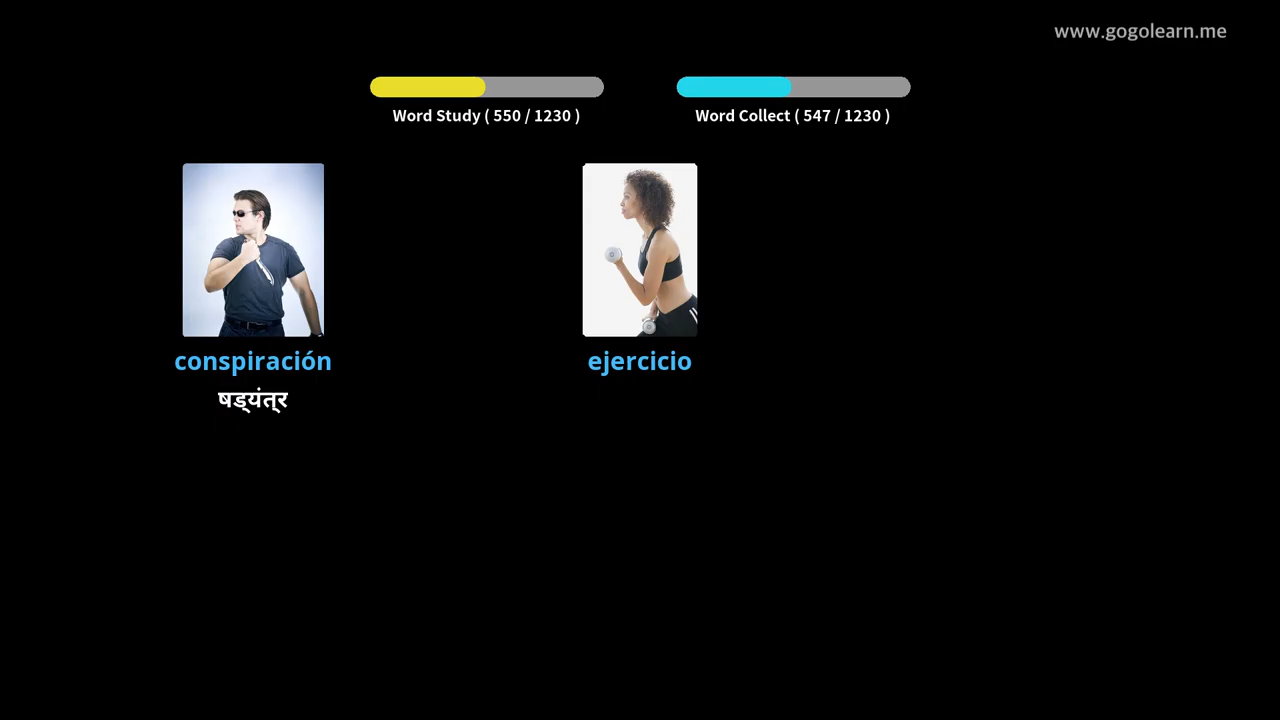 www.gogolearn.me
Word Study ( 550 / 1230 )
Word Collect ( 547 / 1230 )
conspiración
ejercicio
षड्यंत्र